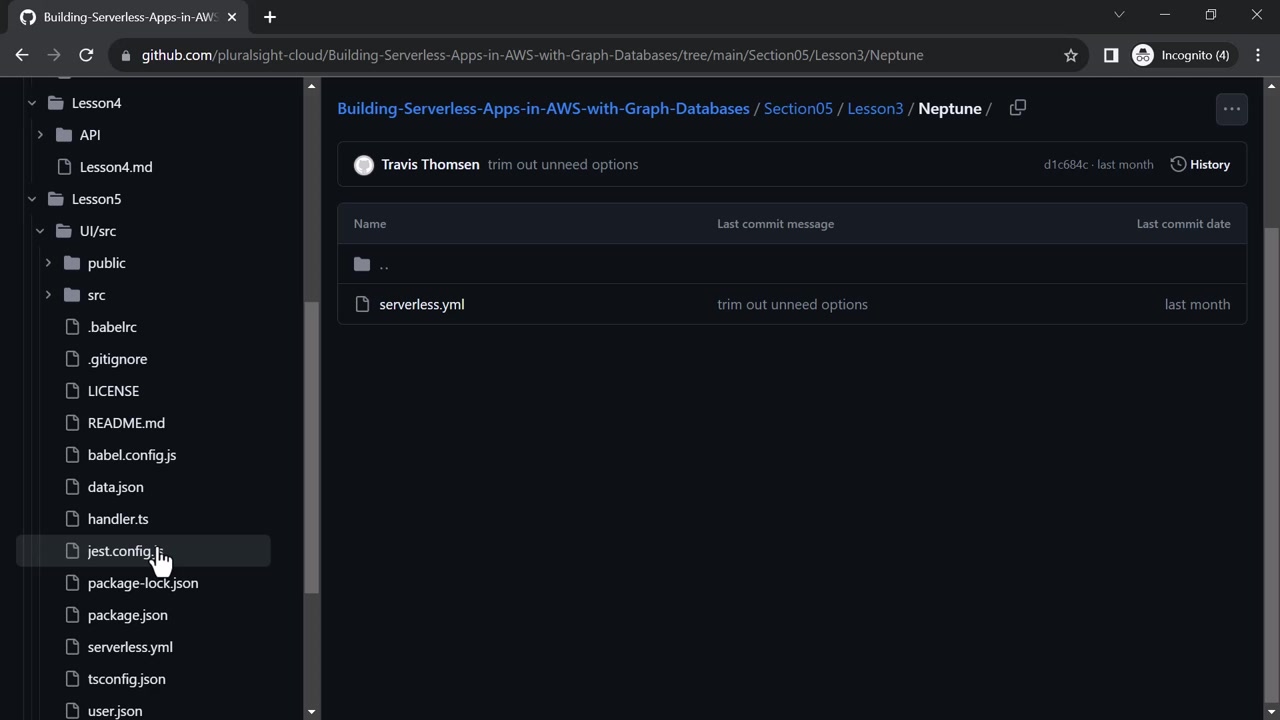 Building-Serverless-Apps-in-AWS
github.com/pluralsight-cloud/Building-Serverless-Apps-in-AWS-with-Graph-Databases/tree/main/Section05/Lesson3/Neptune
Incognito (4)
Lesson4
API
Lesson4.md
Lesson5
UI/src
public
src
.babelrc
.gitignore
LICENSE
README.md
babel.config.js
data.json
handler.ts
jest.config.js
package-lock.json
package.json
serverless.yml
tsconfig.json
user.json
Building-Serverless-Apps-in-AWS-with-Graph-Databases / Section05 / Lesson3 / Neptune /
Travis Thomsen trim out unneed options d1c684c · last month History
Name Last commit message Last commit date
..
serverless.yml trim out unneed options last month